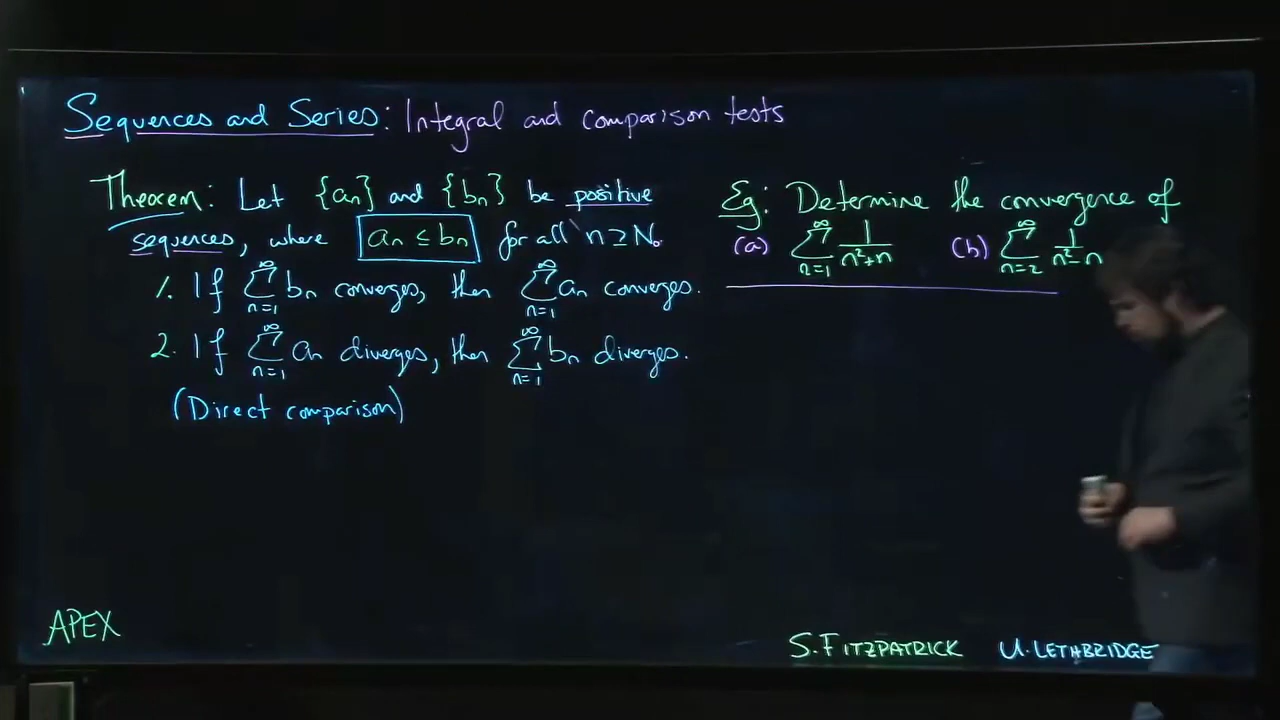 Sequences and Series: Integral and comparison tests
Theorem: Let {an} and {bn} be positive
sequences, where an ≤ bn for all n ≥ N.
1. If ∞ Σ n=1 bn converges, then ∞ Σ n=1 an converges.
2. If ∞ Σ n=1 an diverges, then ∞ Σ n=1 bn diverges.
(Direct comparison)
Eg: Determine the convergence of
(a) ∞ Σ n=1 1/n²+n (b) ∞ Σ n=2 1/n²-n
APEX
S. FITZPATRICK U. LETHBRIDGE